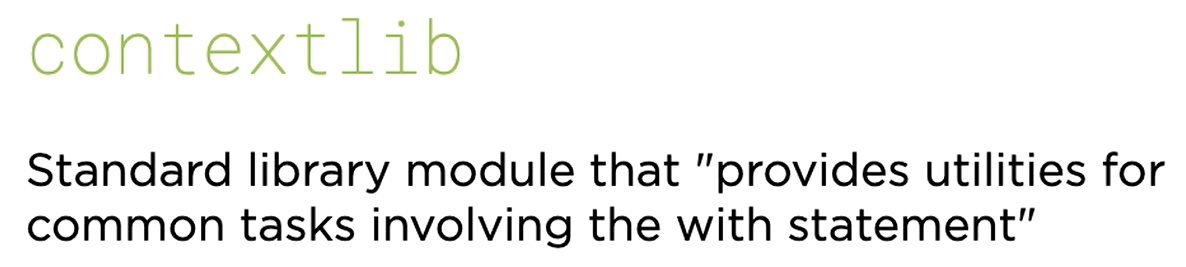 contextlib
Standard library module that "provides utilities for
common tasks involving the with statement"